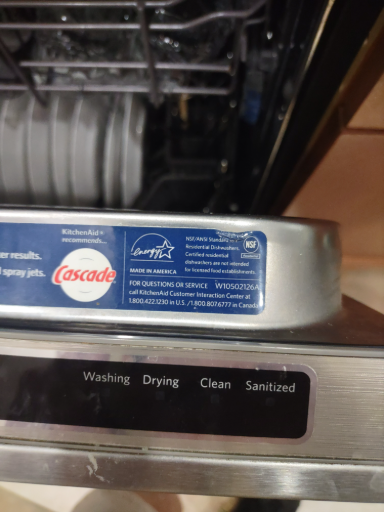 KitchenAid®
recommends...
er results.
spray jets.
Cascade
energy
MADE IN AMERICA
NSF/ANSI Standard
Residential Dishwashers
Certified residential
dishwashers are not intended
for licensed food establishments.
NSF
FOR QUESTIONS OR SERVICE W10502126A
call KitchenAid Customer Interaction Center at
1.800.422.1230 in U.S. /1.800.807.6777 in Canada
Washing Drying Clean Sanitized